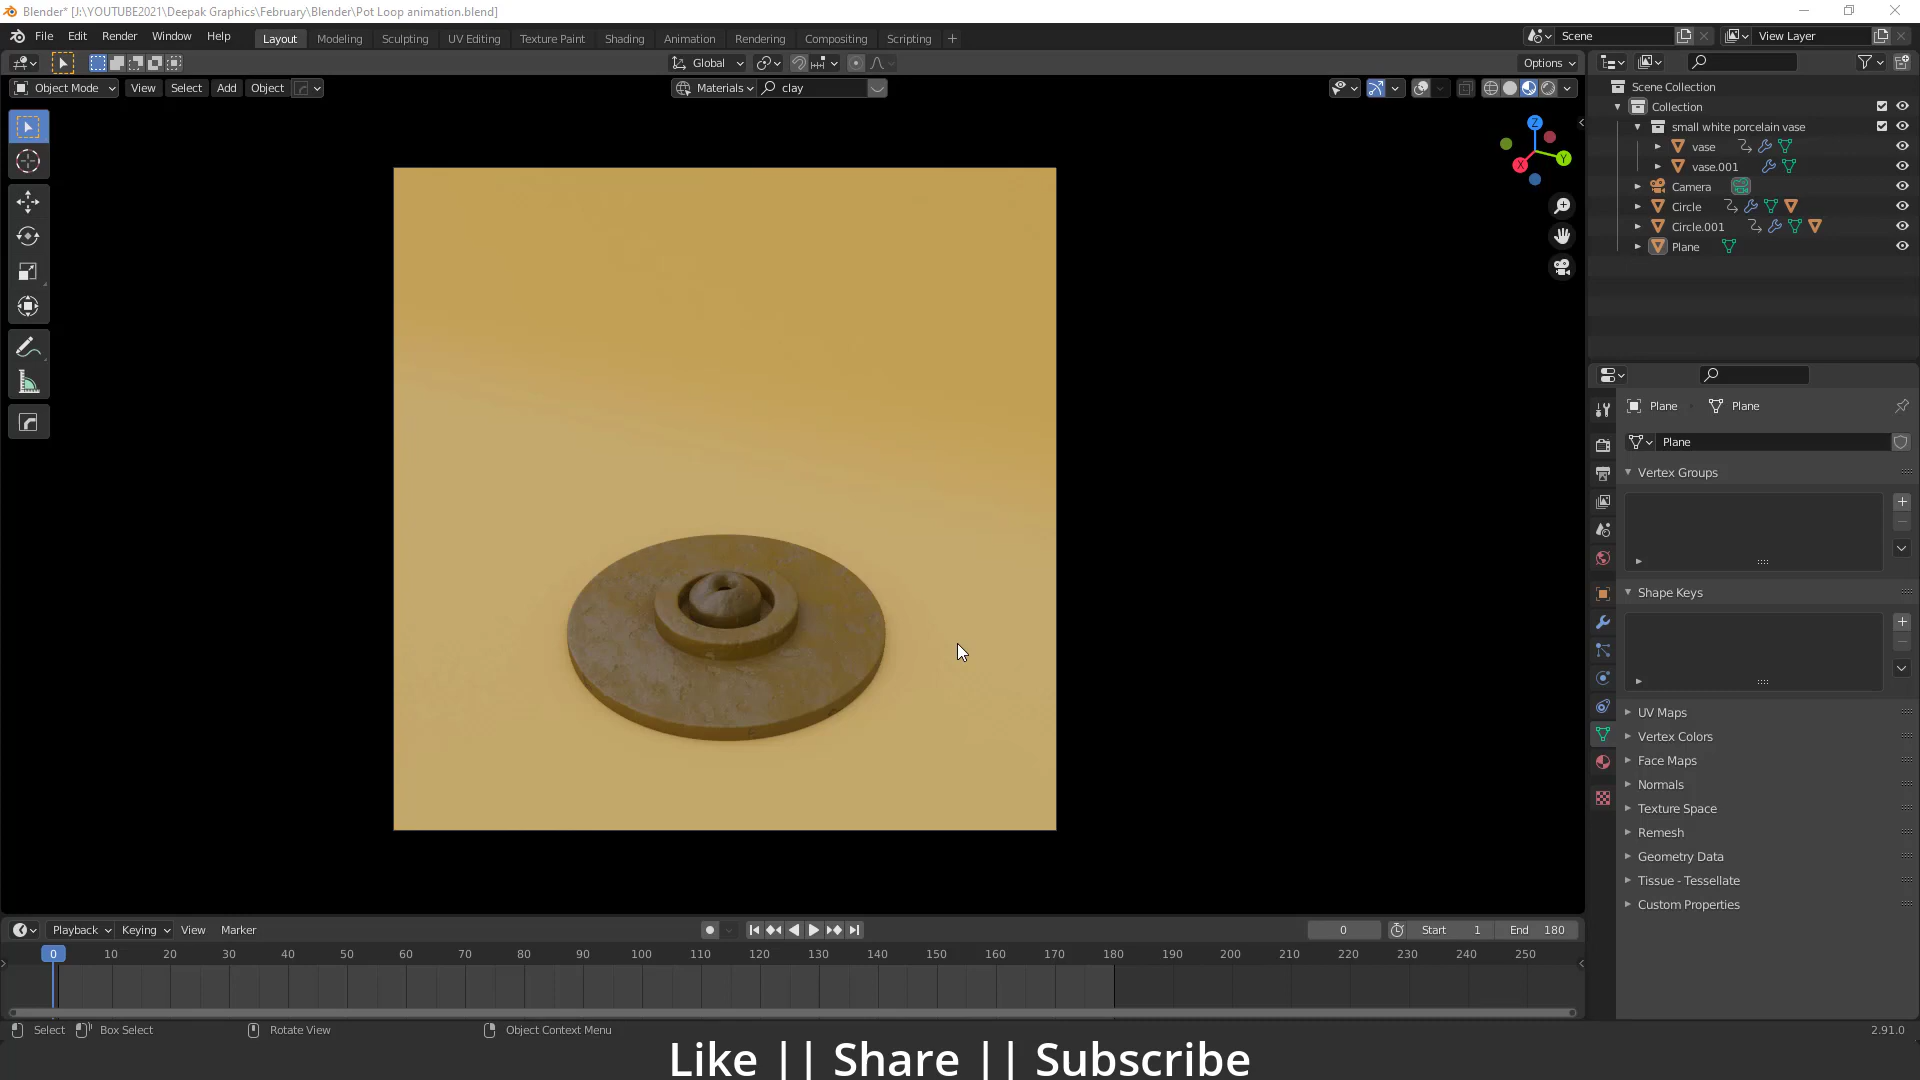 Blender* [J:\YOUTUBE2021\Deepak Graphics\February\Blender\Pot Loop animation.blend]
File Edit Render Window Help Layout Modeling Sculpting UV Editing Texture Paint Shading Animation Rendering Compositing Scripting + Scene View Layer
Global Options
Object Mode View Select Add Object Materials clay
Scene Collection
Collection
small white porcelain vase
vase
vase.001
Camera
Circle
Circle.001
Plane
Z
Y
X
Plane Plane
Plane
Vertex Groups
Shape Keys
UV Maps
Vertex Colors
Face Maps
Normals
Texture Space
Remesh
Geometry Data
Tissue - Tessellate
Custom Properties
Playback Keying View Marker 0 Start 1 End 180
0 10 20 30 40 50 60 70 80 90 100 110 120 130 140 150 160 170 180 190 200 210 220 230 240 250
Select Box Select Rotate View Object Context Menu 2.91.0
Like || Share || Subscribe